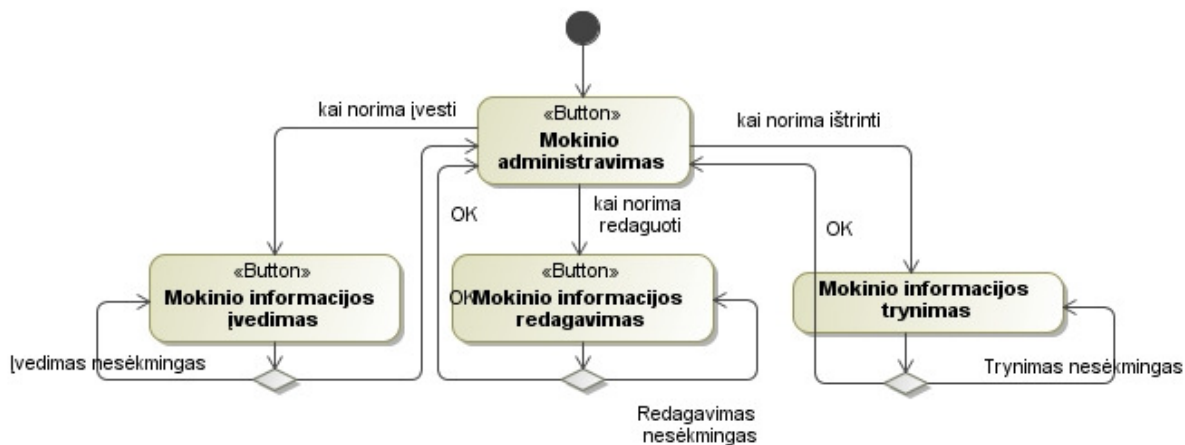 «Button»
Mokinio
administravimas
kai norima įvesti
kai norima ištrinti
kai norima
redaguoti
OK
OK
«Button»
Mokinio informacijos
įvedimas
«Button»
OK
Mokinio informacijos
redagavimas
Mokinio informacijos
trynimas
Įvedimas nesėkmingas
Trynimas nesėkmingas
Redagavimas
nesėkmingas